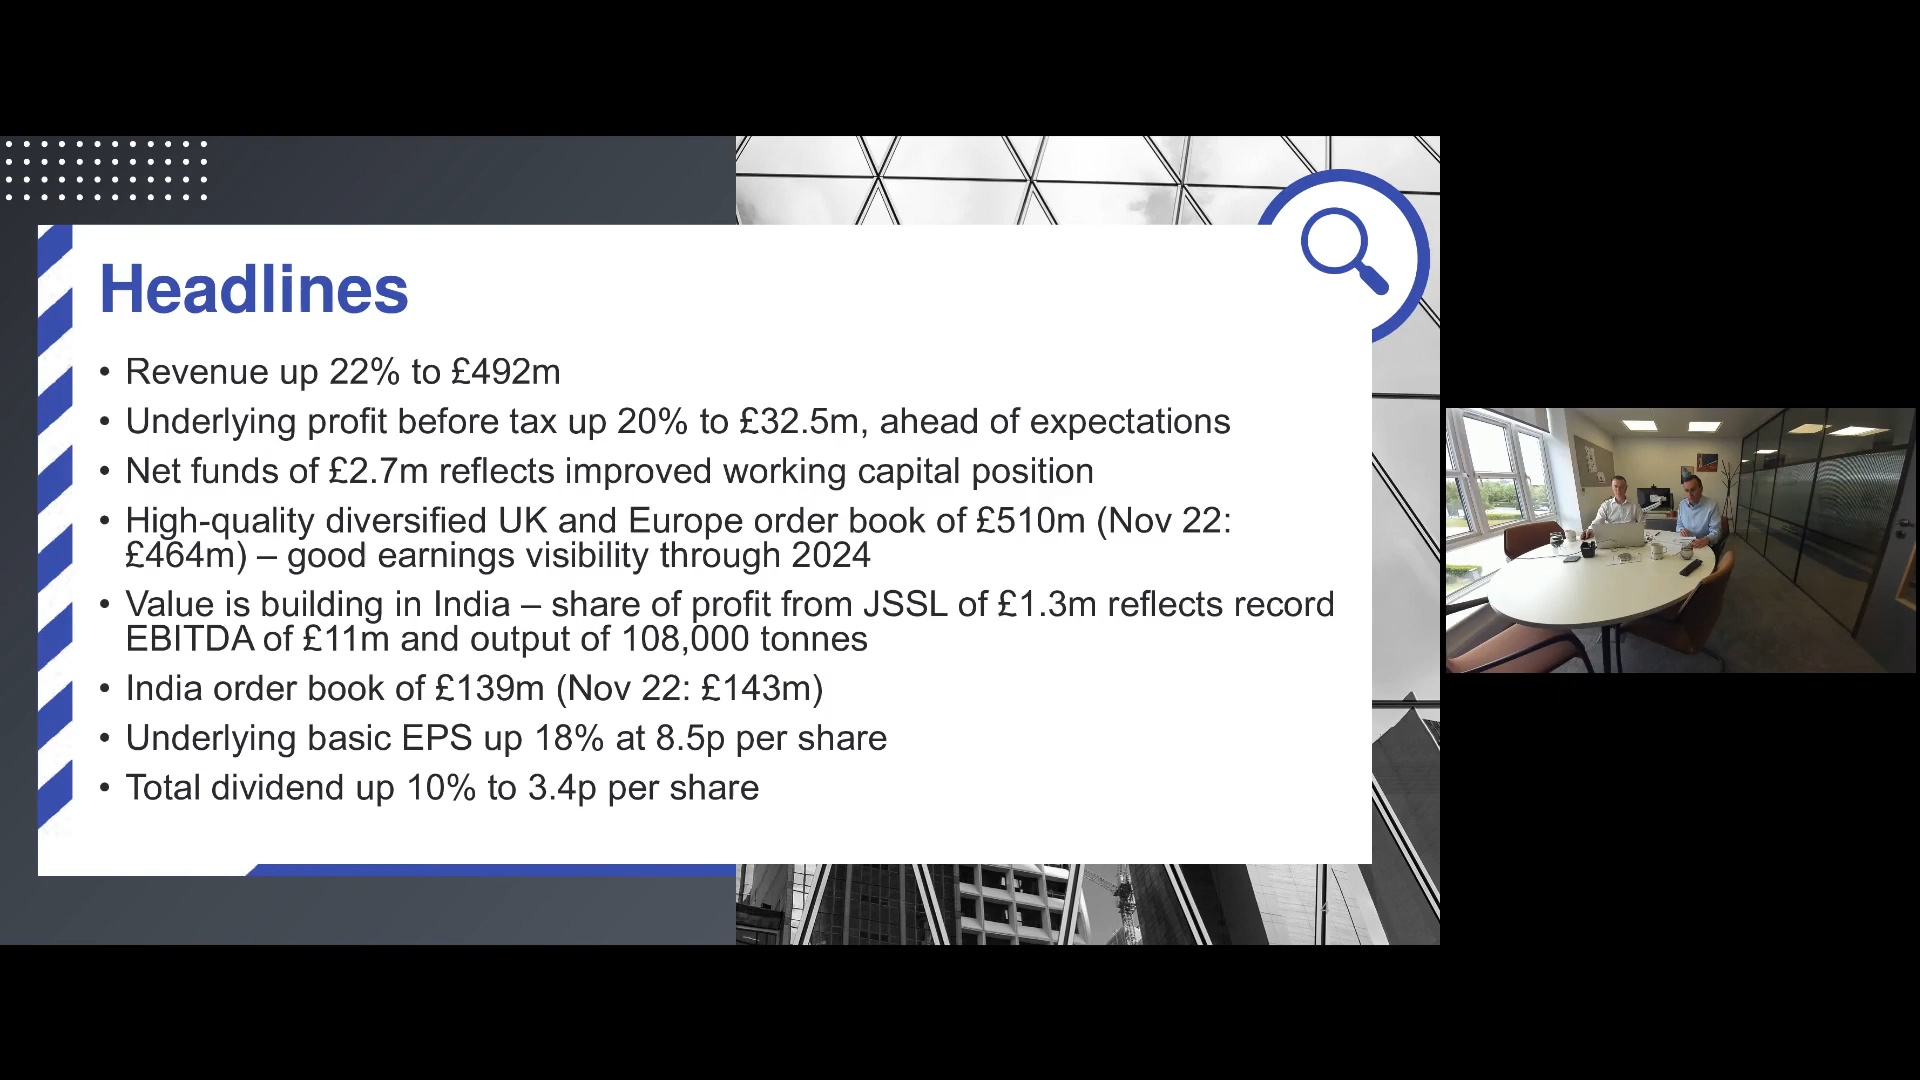 Headlines
• Revenue up 22% to £492m
• Underlying profit before tax up 20% to £32.5m, ahead of expectations
• Net funds of £2.7m reflects improved working capital position
• High-quality diversified UK and Europe order book of £510m (Nov 22:
£464m) – good earnings visibility through 2024
• Value is building in India – share of profit from JSSL of £1.3m reflects record
EBITDA of £11m and output of 108,000 tonnes
• India order book of £139m (Nov 22: £143m)
• Underlying basic EPS up 18% at 8.5p per share
• Total dividend up 10% to 3.4p per share